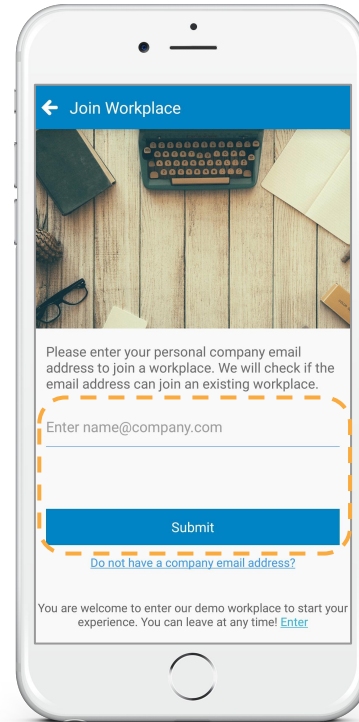 Join Workplace
Please enter your personal company email
address to join a workplace. We will check if the
email address can join an existing workplace.
Enter name@company.com
Submit
Do not have a company email address?
You are welcome to enter our demo workplace to start your
experience. You can leave at any time! Enter